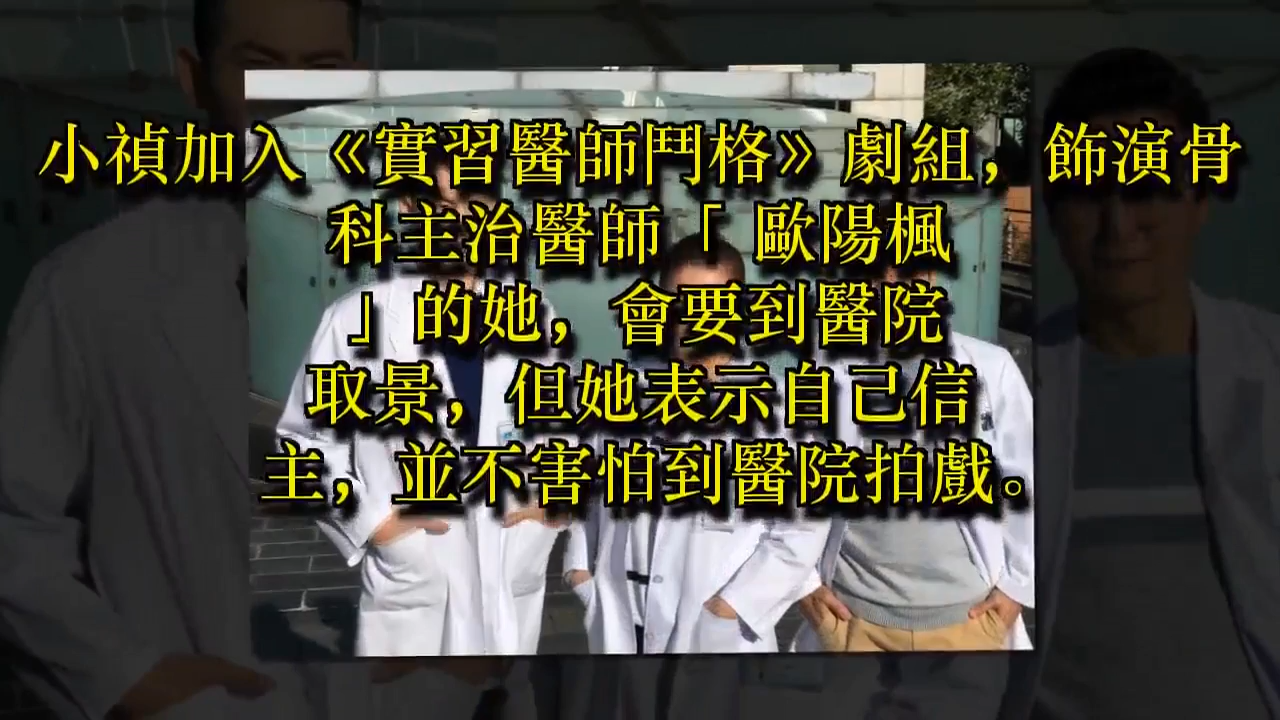 小禎加入《實習醫師鬥格》劇組，飾演骨
科主治醫師「 歐陽楓
」的她，會要到醫院
取景，但她表示自己信
主，並不害怕到醫院拍戲。